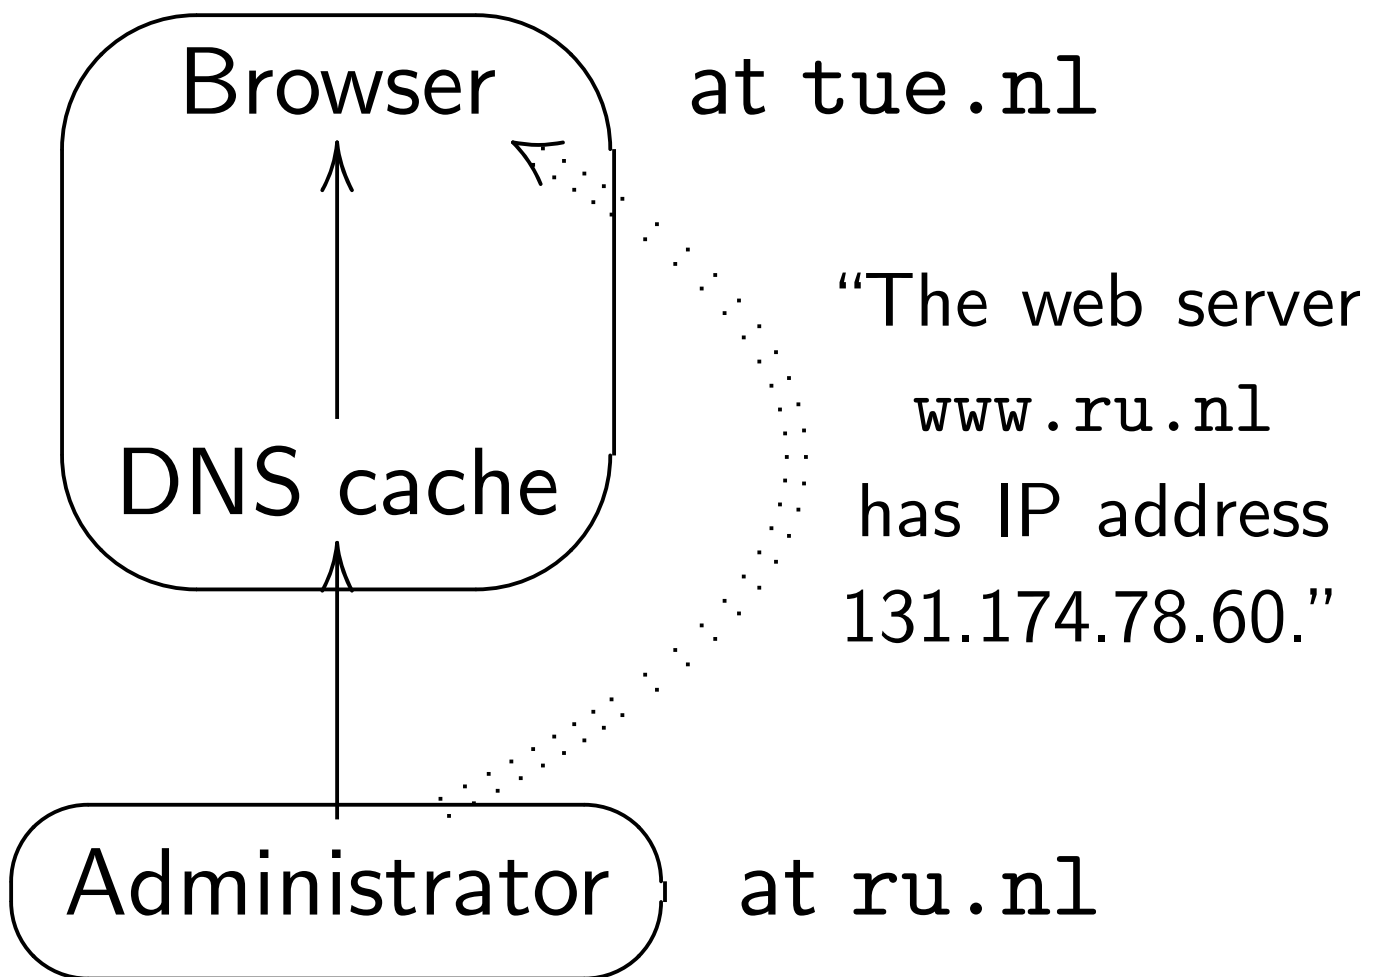 Browser at tue.nl
“The web server
www.ru.nl
has IP address
131.174.78.60.”
DNS cache
Administrator at ru.nl